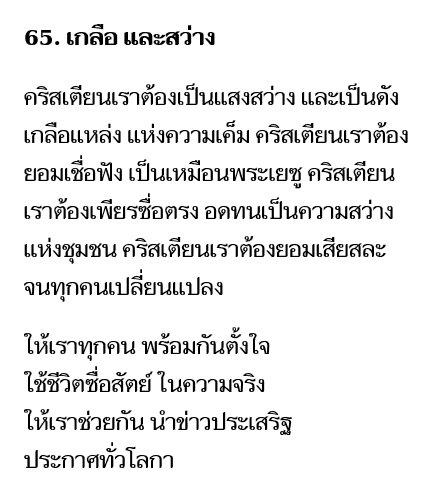 65. เกลือ และสว่าง
คริสเตียนเราต้องเป็นแสงสว่าง และเป็นดัง
เกลือแหล่ง แห่งความเค็ม คริสเตียนเราต้อง
ยอมเชื่อฟัง เป็นเหมือนพระเยซู คริสเตียน
เราต้องเพียรซื่อตรง อดทนเป็นความสว่าง
แห่งชุมชน คริสเตียนเราต้องยอมเสียสละ
จนทุกคนเปลี่ยนแปลง
ให้เราทุกคน พร้อมกันตั้งใจ
ใช้ชีวิตซื่อสัตย์ ในความจริง
ให้เราช่วยกัน นำข่าวประเสริฐ
ประกาศทั่วโลกา